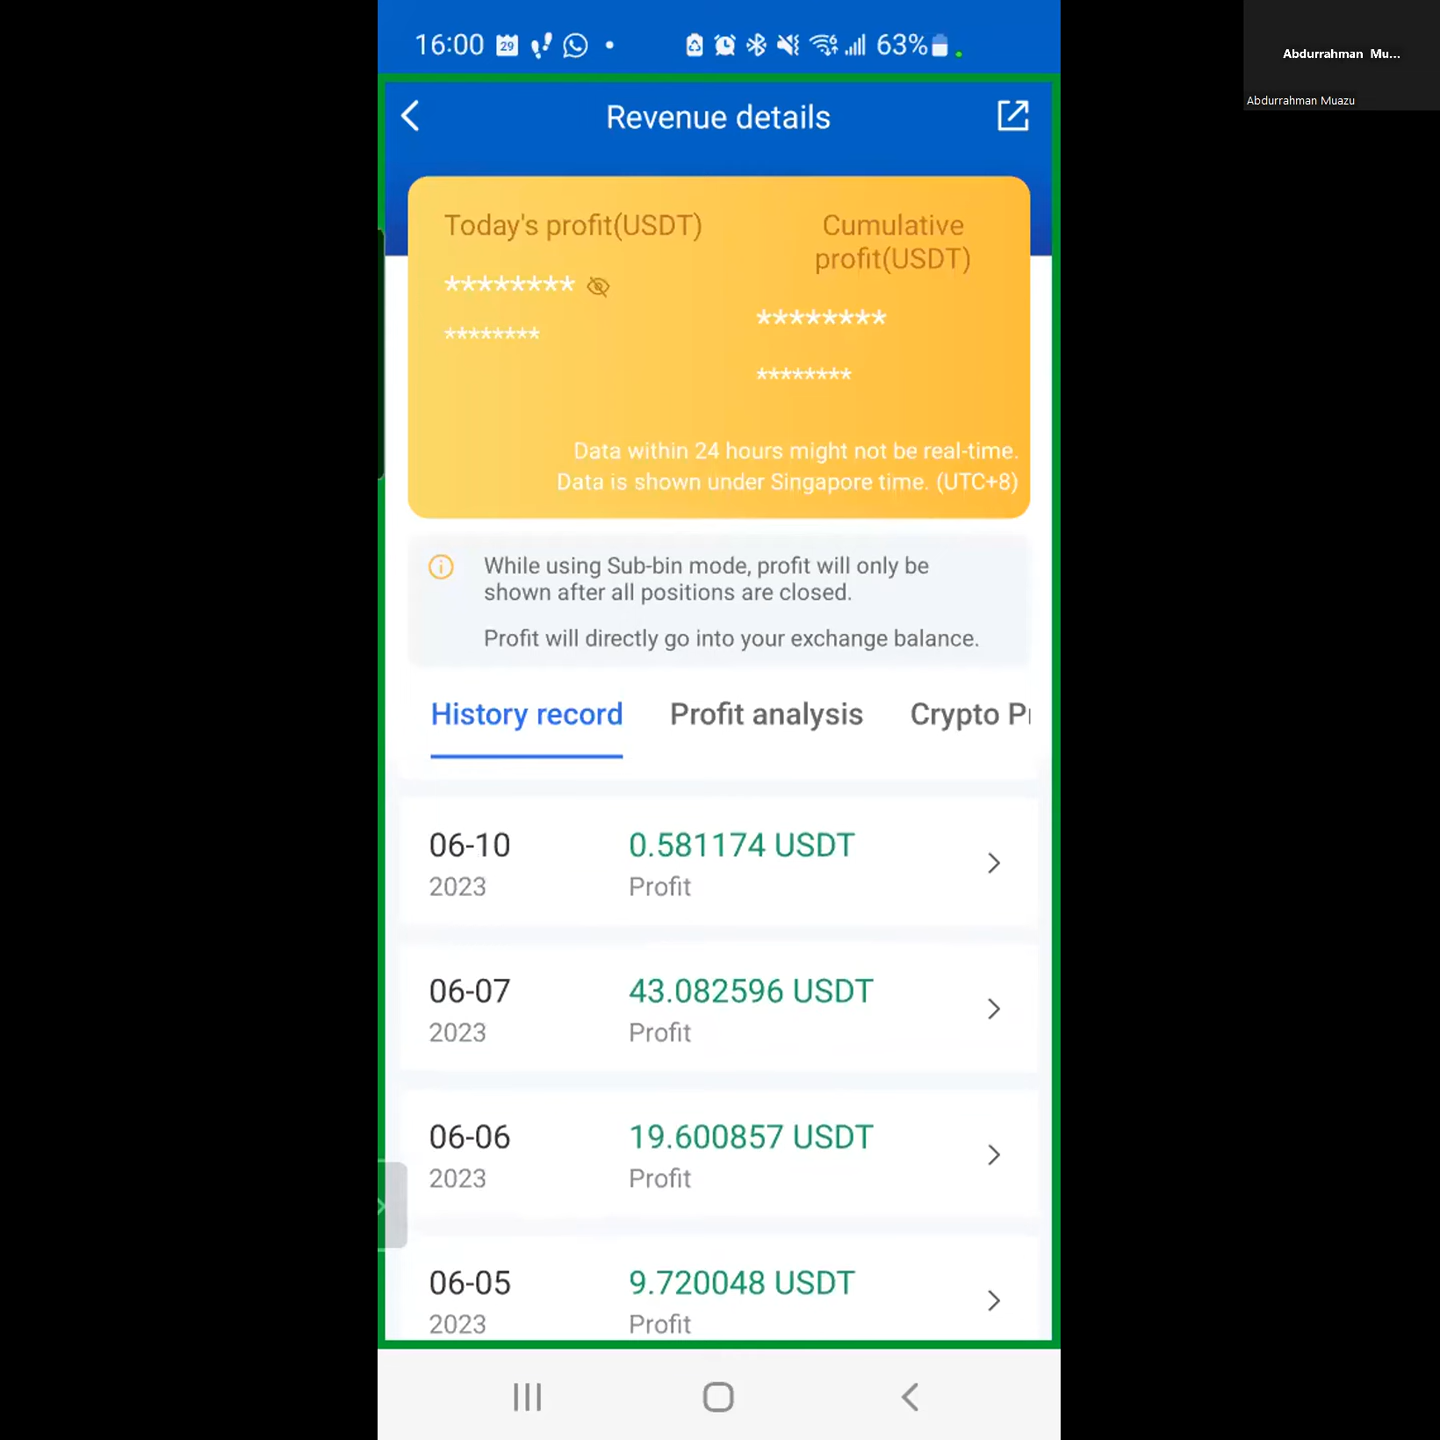 16:00 29 63%
Abdurrahman Mu...
Abdurrahman Muazu
Revenue details
Today's profit(USDT)
********
********
Cumulative
profit(USDT)
********
********
Data within 24 hours might not be real-time.
Data is shown under Singapore time. (UTC+8)
While using Sub-bin mode, profit will only be
shown after all positions are closed.
Profit will directly go into your exchange balance.
History record Profit analysis Crypto
06-10 0.581174 USDT
2023 Profit
06-07 43.082596 USDT
2023 Profit
06-06 19.600857 USDT
2023 Profit
06-05 9.720048 USDT
2023 Profit